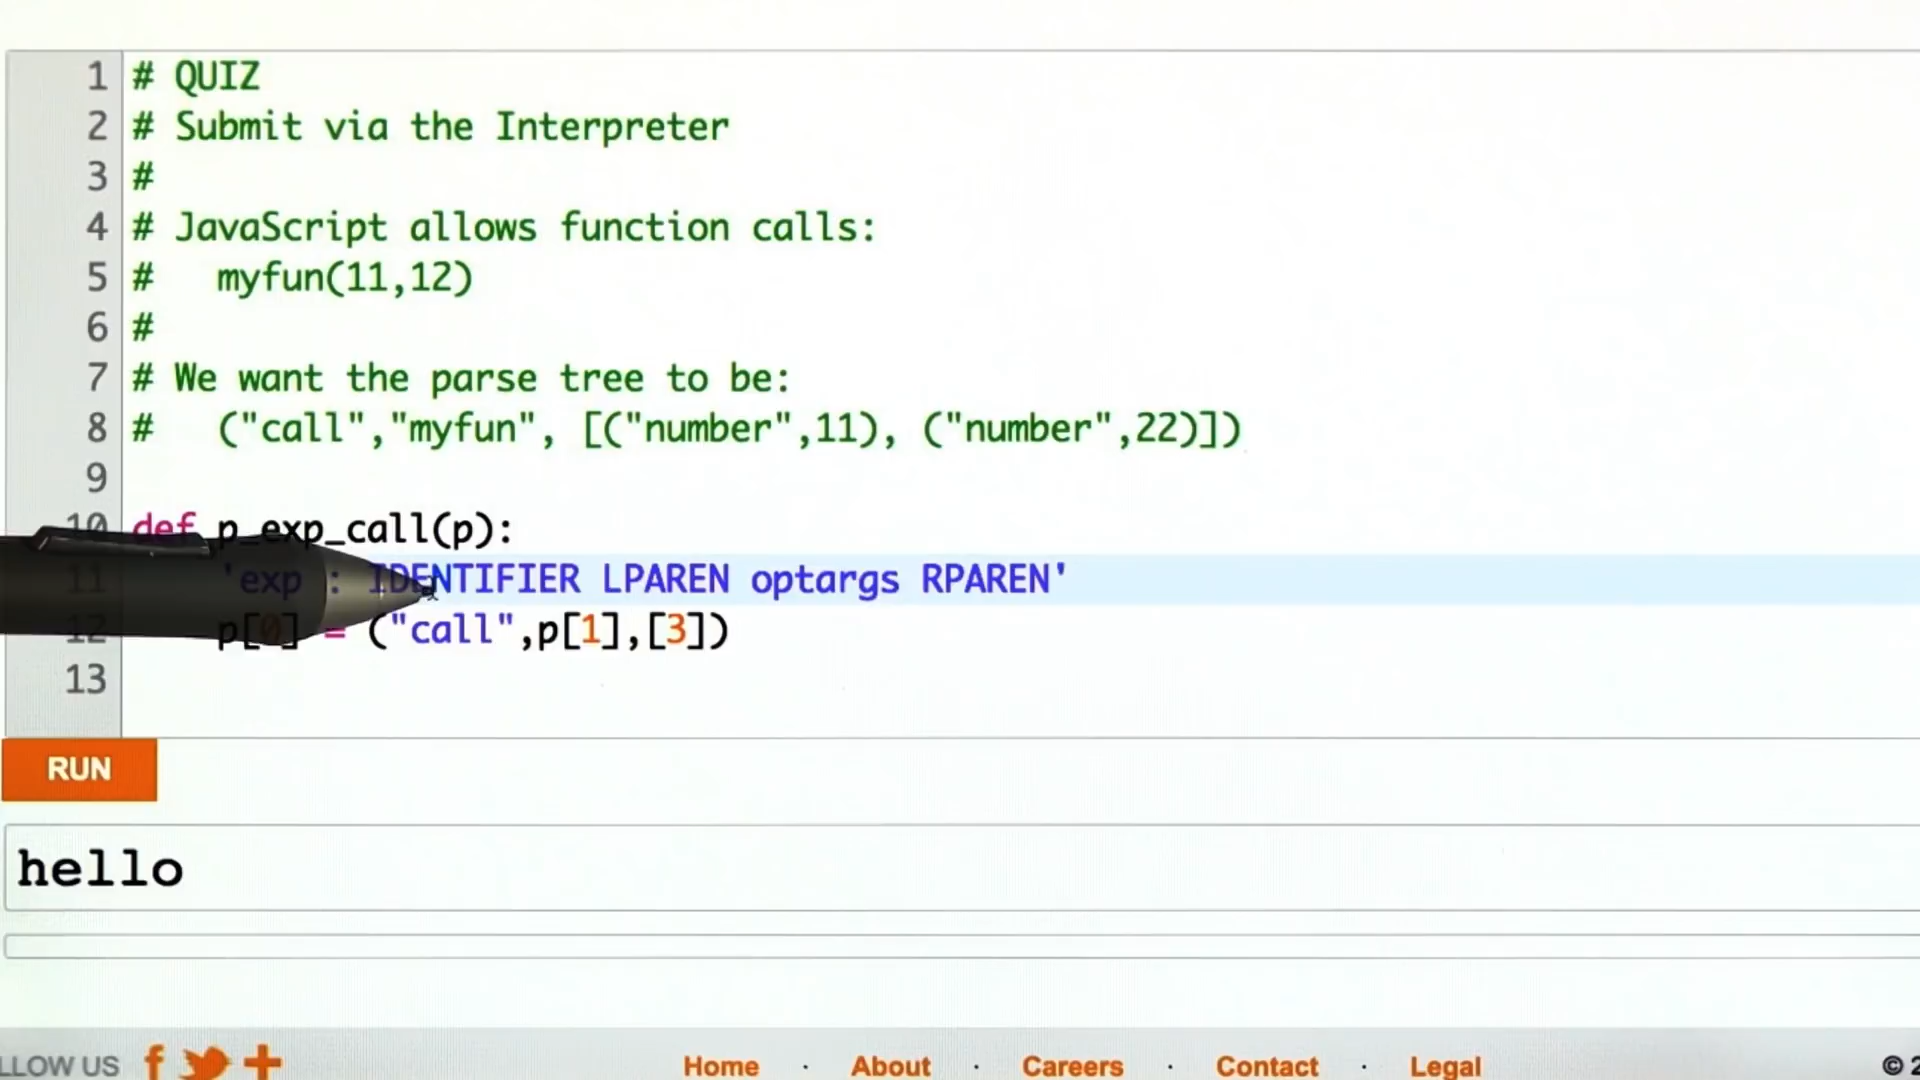 1 # QUIZ
2 # Submit via the Interpreter
3 #
4 # JavaScript allows function calls:
5 #   myfun(11,12)
6 #
7 # We want the parse tree to be:
8 #   ("call","myfun", [("number",11), ("number",22)])
9
10 def p_exp_call(p):
11     'exp : IDENTIFIER LPAREN optargs RPAREN'
12     p[0] = ("call",p[1],[3])
13
RUN
hello
LLOW US f + Home · About · Careers · Contact · Legal © 2